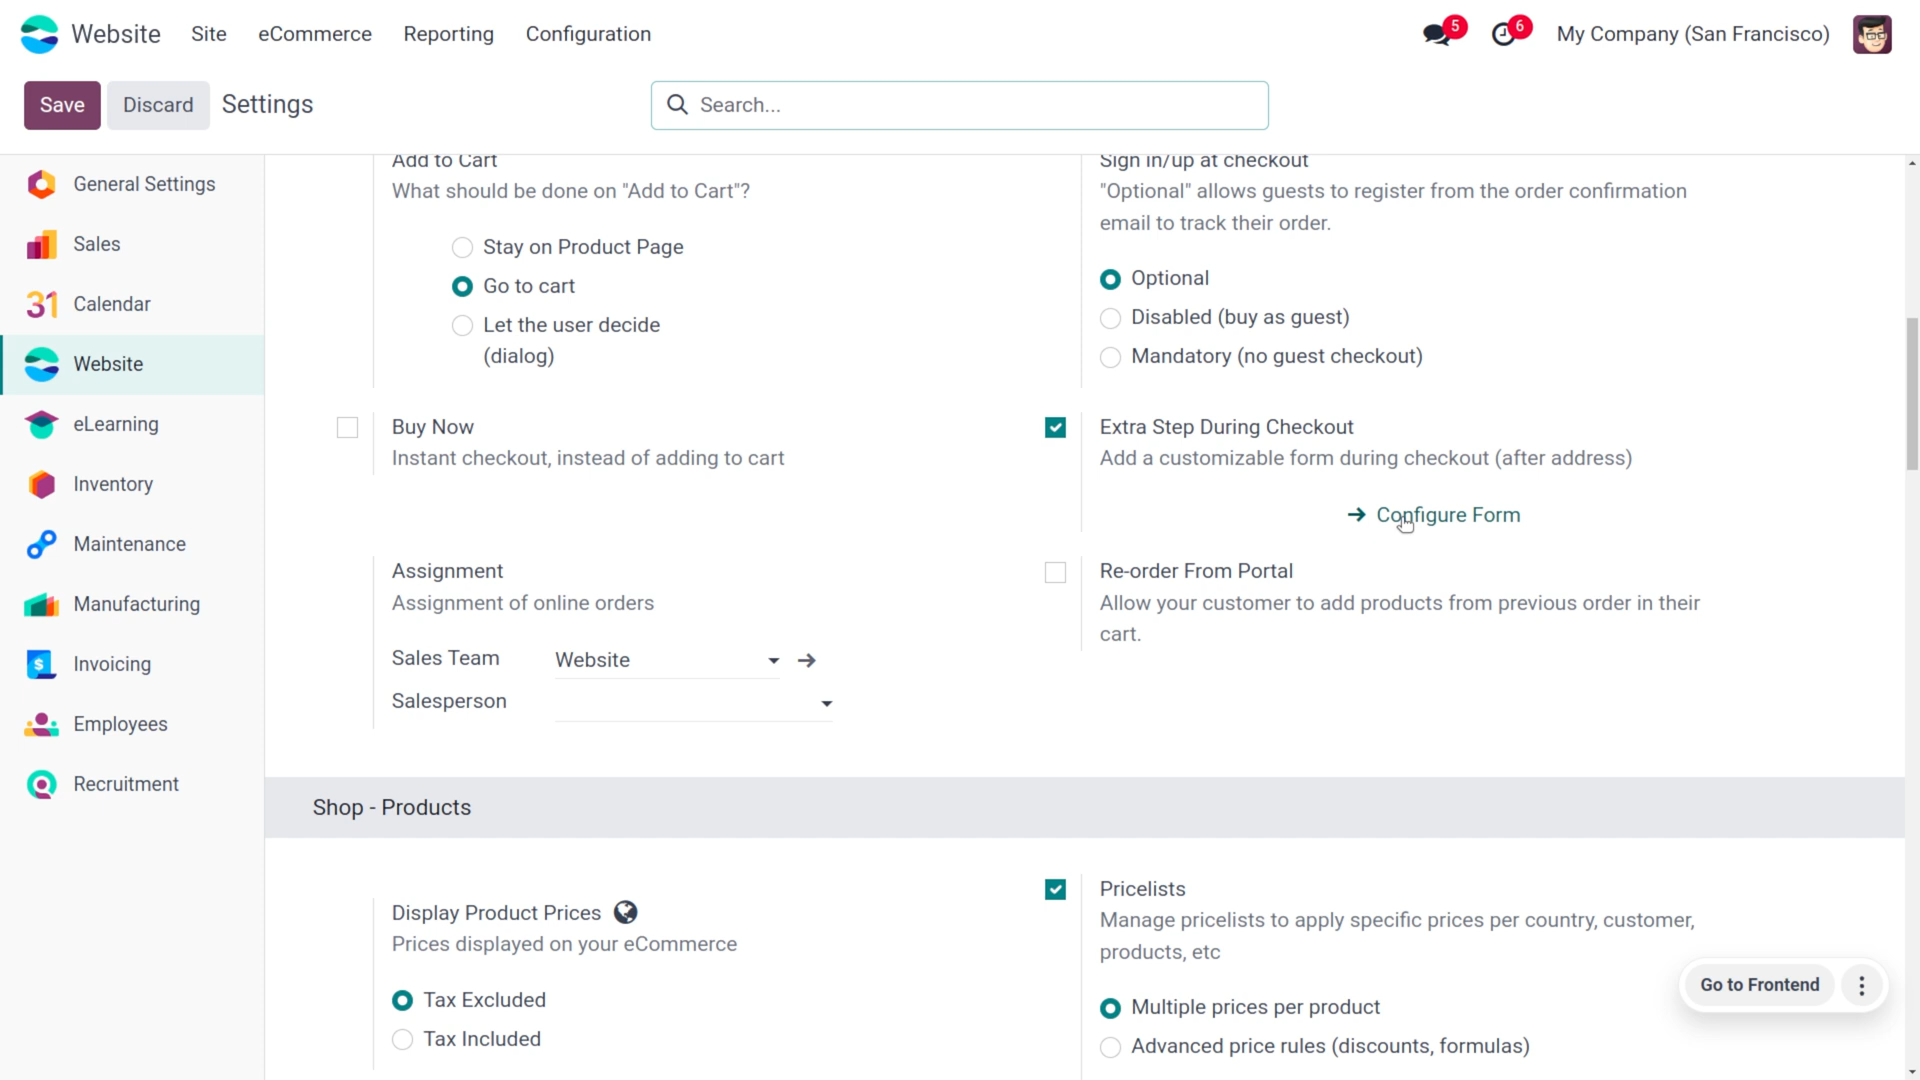 Website
Site
eCommerce
Reporting
Configuration
5
6
My Company (San Francisco)
Save
Discard
Settings
Search...
General Settings
Sales
31 Calendar
Website
eLearning
Inventory
Maintenance
Manufacturing
$ Invoicing
Employees
Recruitment
Add to Cart
What should be done on "Add to Cart"?
Stay on Product Page
Go to cart
Let the user decide
(dialog)
Sign in/up at checkout
"Optional" allows guests to register from the order confirmation
email to track their order.
Optional
Disabled (buy as guest)
Mandatory (no guest checkout)
Buy Now
Instant checkout, instead of adding to cart
Extra Step During Checkout
Add a customizable form during checkout (after address)
Configure Form
Assignment
Assignment of online orders
Sales Team
Website
Salesperson
Re-order From Portal
Allow your customer to add products from previous order in their
cart.
Shop - Products
Display Product Prices
Prices displayed on your eCommerce
Tax Excluded
Tax Included
Pricelists
Manage pricelists to apply specific prices per country, customer,
products, etc
Multiple prices per product
Advanced price rules (discounts, formulas)
Go to Frontend